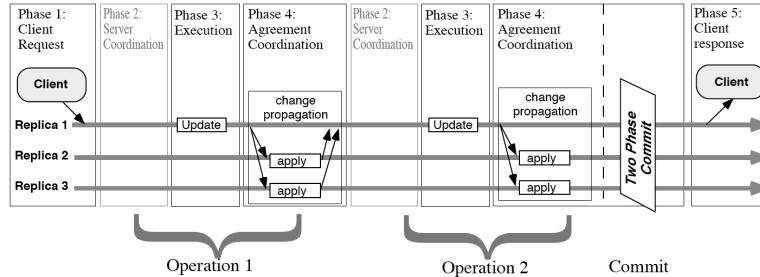 Phase 1:
Client
Request
Phase 2:
Server
Coordination
Phase 3:
Execution
Phase 4:
Agreement
Coordination
Phase 2:
Server
Coordination
Phase 3:
Execution
Phase 4:
Agreement
Coordination
Phase 5:
Client
response
Client
change
propagation
change
propagation
Two Phase
Commit
Client
Replica 1
Update
Update
Replica 2
apply
apply
Replica 3
apply
apply
Operation 1
Operation 2
Commit